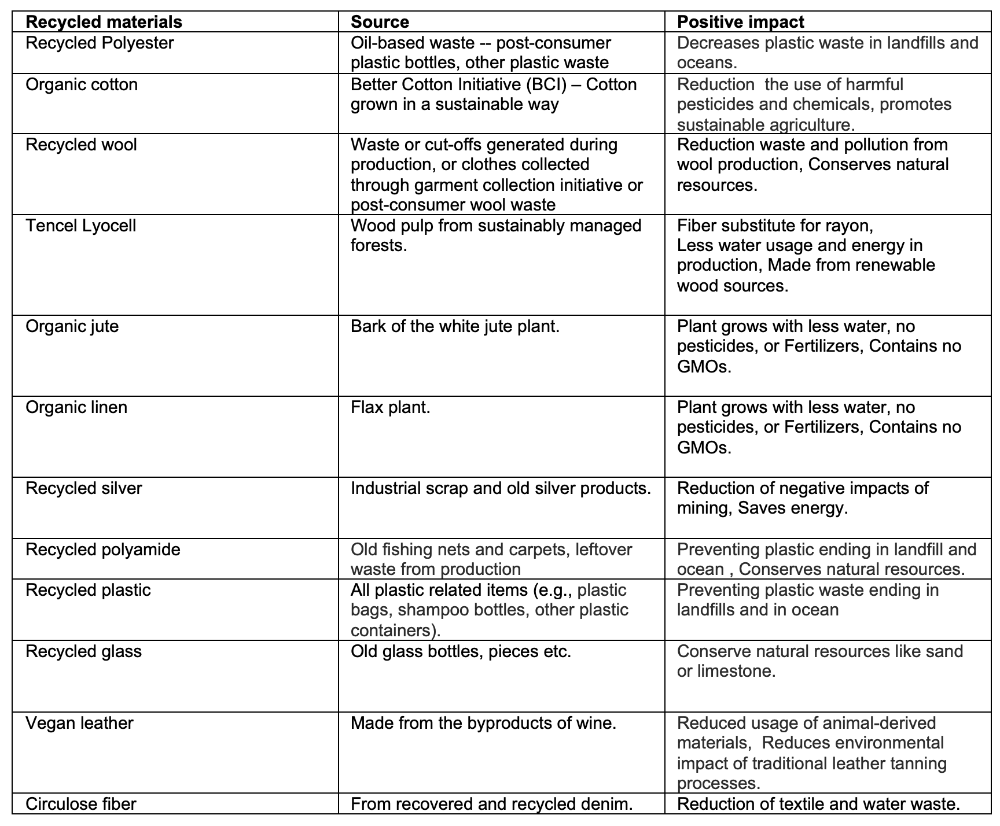 Recycled materials
Source
Positive impact
Recycled Polyester
Oil-based waste -- post-consumer
plastic bottles, other plastic waste
Decreases plastic waste in landfills and
oceans.
Organic cotton
Better Cotton Initiative (BCI) – Cotton
grown in a sustainable way
Reduction  the use of harmful
pesticides and chemicals, promotes
sustainable agriculture.
Recycled wool
Waste or cut-offs generated during
production, or clothes collected
through garment collection initiative or
post-consumer wool waste
Reduction waste and pollution from
wool production, Conserves natural
resources.
Tencel Lyocell
Wood pulp from sustainably managed
forests.
Fiber substitute for rayon,
Less water usage and energy in
production, Made from renewable
wood sources.
Organic jute
Bark of the white jute plant.
Plant grows with less water, no
pesticides, or Fertilizers, Contains no
GMOs.
Organic linen
Flax plant.
Plant grows with less water, no
pesticides, or Fertilizers, Contains no
GMOs.
Recycled silver
Industrial scrap and old silver products.
Reduction of negative impacts of
mining, Saves energy.
Recycled polyamide
Old fishing nets and carpets, leftover
waste from production
Preventing plastic ending in landfill and
ocean , Conserves natural resources.
Recycled plastic
All plastic related items (e.g., plastic
bags, shampoo bottles, other plastic
containers).
Preventing plastic waste ending in
landfills and in ocean
Recycled glass
Old glass bottles, pieces etc.
Conserve natural resources like sand
or limestone.
Vegan leather
Made from the byproducts of wine.
Reduced usage of animal-derived
materials,  Reduces environmental
impact of traditional leather tanning
processes.
Circulose fiber
From recovered and recycled denim.
Reduction of textile and water waste.